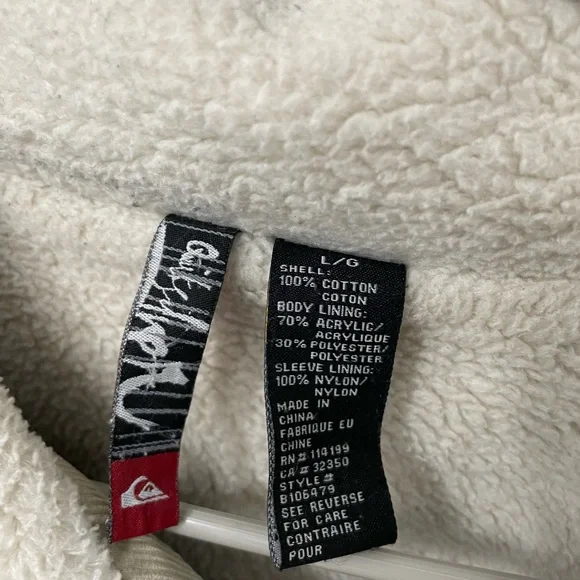 Quiksilver
L/G
SHELL:
100% COTTON
COTON
BODY LINING:
70% ACRYLIC/
ACRYLIQUE
30% POLYESTER/
POLYESTER
SLEEVE LINING:
100% NYLON/
NYLON
MADE IN
CHINA
FABRIQUE EU
CHINE
RN# 114199
CA# 32350
STYLE#
B106479
SEE REVERSE
FOR CARE
CONTRAIRE
POUR